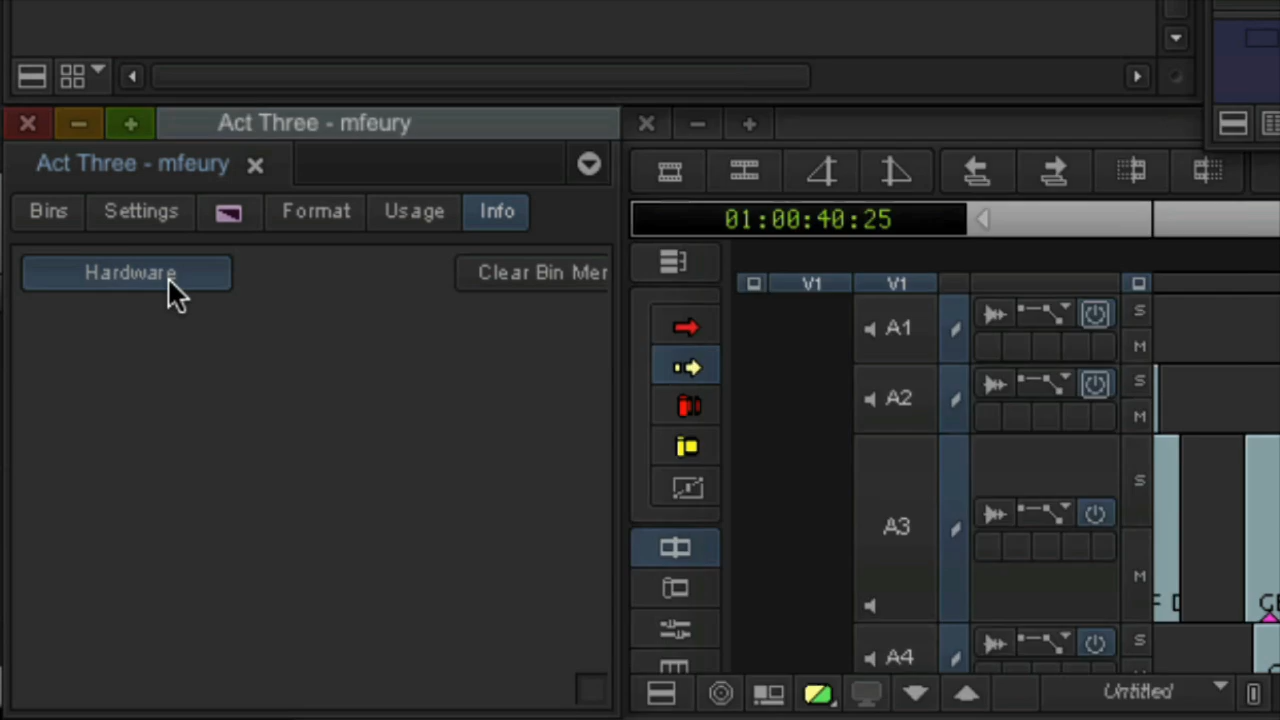 Act Three - mfeury
Act Three - mfeury
Bins Settings Format Usage Info
Hardware Clear Bin Mer
01:00:40:25
V1 V1
A1 S
M
A2 S
M
A3 S
M
A4 S
Untitled